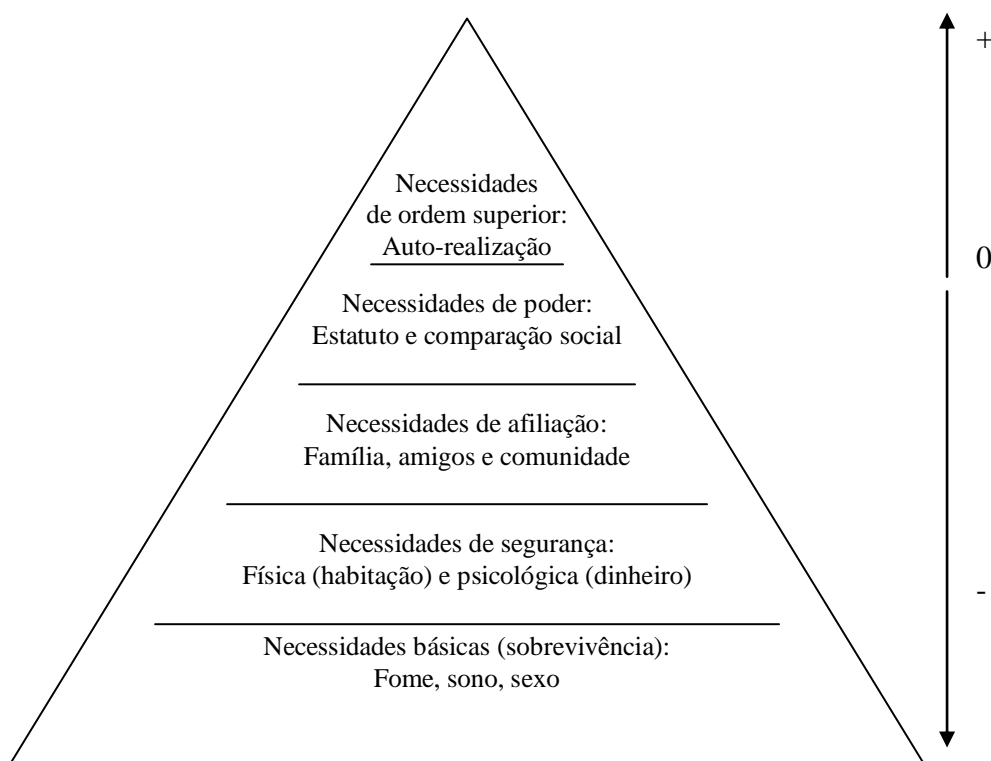 +
Necessidades
de ordem superior:
Auto-realização
0
Necessidades de poder:
Estatuto e comparação social
Necessidades de afiliação:
Família, amigos e comunidade
Necessidades de segurança:
Física (habitação) e psicológica (dinheiro)
-
Necessidades básicas (sobrevivência):
Fome, sono, sexo